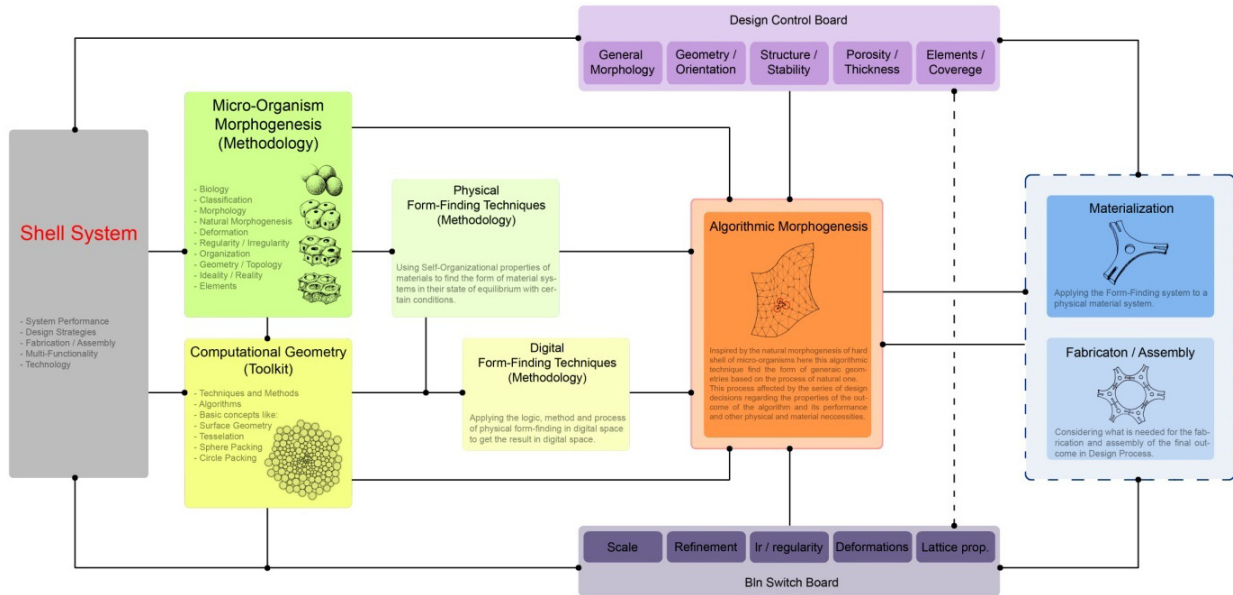 Design Control Board
General
Morphology
Geometry /
Orientation
Structure /
Stability
Porosity /
Thickness
Elements /
Coverege
Shell System
- System Performance
- Design Strategies
- Fabrication / Assembly
- Multi-Functionality
- Technology
Micro-Organism
Morphogenesis
(Methodology)
- Biology
- Classification
- Morphology
- Natural Morphogenesis
- Deformation
- Regularity / Irregularity
- Organization
- Geometry / Topology
- Ideality / Reality
- Elements
Computational Geometry
(Toolkit)
- Techniques and Methods
- Algorithms
- Basic concepts like:
- Surface Geometry
- Tesselation
- Sphere Packing
- Circle Packing
Physical
Form-Finding Techniques
(Methodology)
Using Self-Organizational properties of
materials to find the form of material sys-
tems in their state of equilibrium with cer-
tain conditions.
Digital
Form-Finding Techniques
(Methodology)
Applying the logic, method and process
of physical form-finding in digital space
to get the result in digital space.
Algorithmic Morphogenesis
Inspired by the natural morphogenesis of hard
shell of micro-organisms here this algorithmic
technique find the form of generaic geom-
etries based on the process of natural one.
This process affected by the series of design
decisions regarding the properties of the out-
come of the algorithm and its performance
and other physical and material neccessities.
Materialization
Applying the Form-Finding system to a
physical material system.
Fabricaton / Assembly
Considering what is needed for the fab-
rication and assembly of the final out-
come in Design Process.
Scale
Refinement
Ir / regularity
Deformations
Lattice prop.
BIn Switch Board